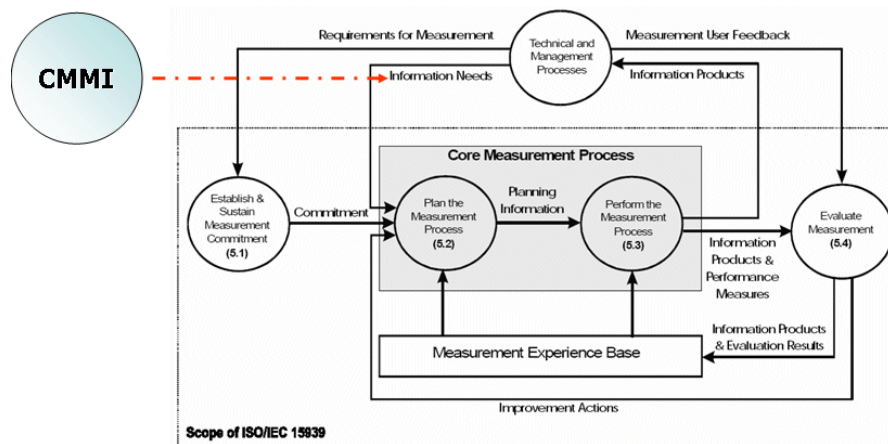 CMMI
Requirements for Measurement
Technical and
Management
Processes
Measurement User Feedback
Information Needs
Information Products
Core Measurement Process
Establish &
Sustain
Measurement
Commitment
(5.1)
Commitment
Plan the
Measurement
Process
(5.2)
Planning
Information
Perform the
Measurement
Process
(5.3)
Evaluate
Measurement
(5.4)
Information
Products &
Performance
Measures
Measurement Experience Base
Information Products
& Evaluation Results
Improvement Actions
Scope of ISO/IEC 15939